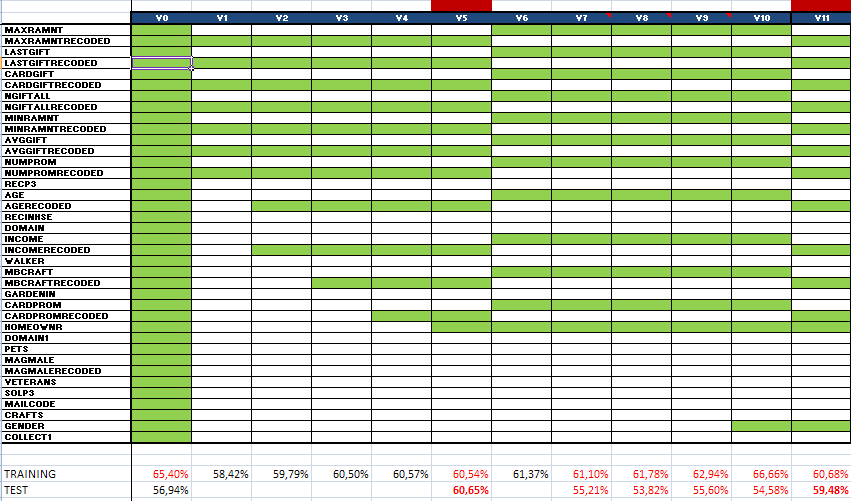 V0 V1 V2 V3 V4 V5 V6 V7 V8 V9 V10 V11
MAXRAMNT
MAXRAMNTRECODED
LASTGIFT
LASTGIFTRECODED
CARDGIFT
CARDGIFTRECODED
NGIFTALL
NGIFTALLRECODED
MINRAMNT
MINRAMNTRECODED
AVGGIFT
AVGGIFTRECODED
NUMPROM
NUMPROMRECODED
RECP3
AGE
AGERECODED
RECINHSE
DOMAIN
INCOME
INCOMERECODED
WALKER
MBCRAFT
MBCRAFTRECODED
GARDENIN
CARDPROM
CARDPROMRECODED
HOMEOWNR
DOMAIN1
PETS
MAGMALE
MAGMALERECODED
VETERANS
SOLP3
MAILCODE
CRAFTS
GENDER
COLLECT1
TRAINING 65,40% 58,42% 59,79% 60,50% 60,57% 60,54% 61,37% 61,10% 61,78% 62,94% 66,66% 60,68%
TEST 56,94% 60,65% 55,21% 53,82% 55,60% 54,58% 59,48%